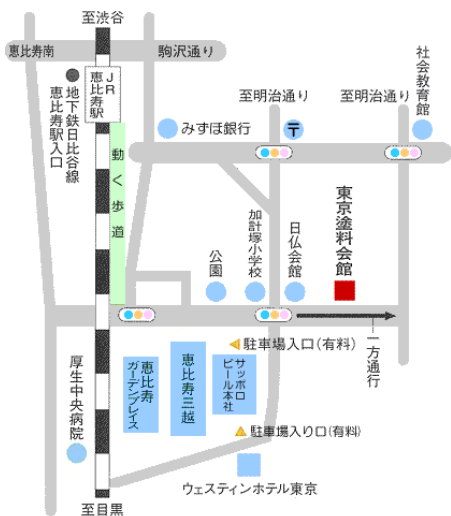 至渋谷
恵比寿南
駒沢通り
社会教育館
JR
恵比寿駅
地下鉄日比谷線
恵比寿駅入口
至明治通り
至明治通り
みずほ銀行
〒
動く歩道
加計塚小学校
日仏会館
東京塗料会館
公園
一方通行
駐車場入口(有料)
恵比寿
ガーデンプレイス
恵比寿三越
サッポロ
ビール本社
厚生中央病院
駐車場入り口(有料)
ウェスティンホテル東京
至目黒